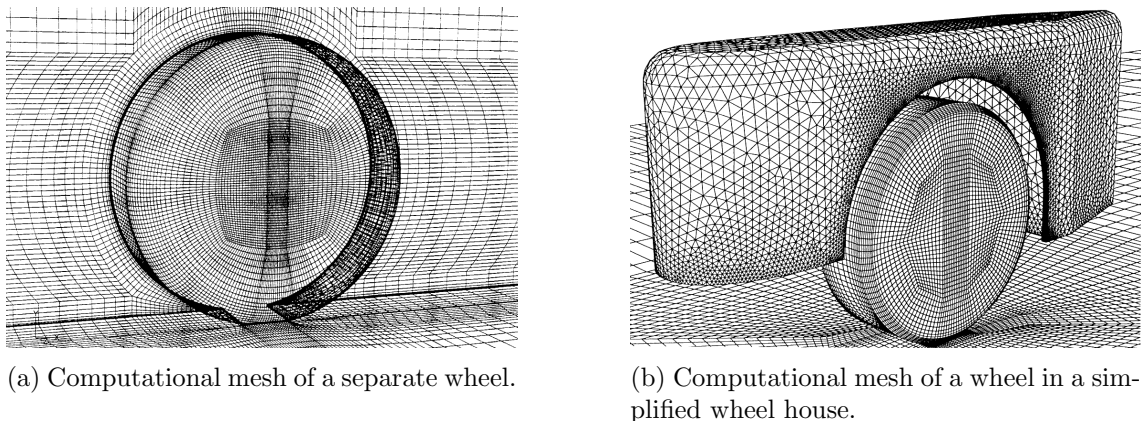 (a) Computational mesh of a separate wheel.
(b) Computational mesh of a wheel in a sim-
plified wheel house.